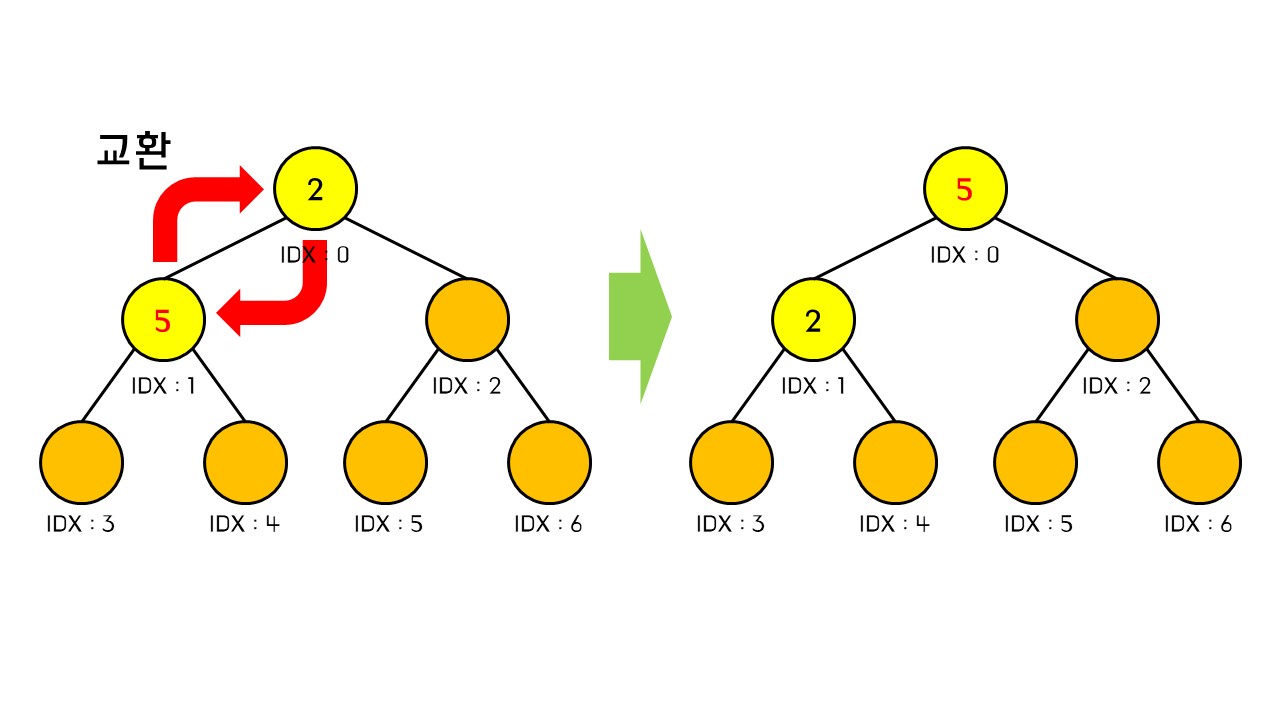 교환
2
IDX : 0
5
IDX : 1
IDX : 2
IDX : 3
IDX : 4
IDX : 5
IDX : 6
5
IDX : 0
2
IDX : 1
IDX : 2
IDX : 3
IDX : 4
IDX : 5
IDX : 6